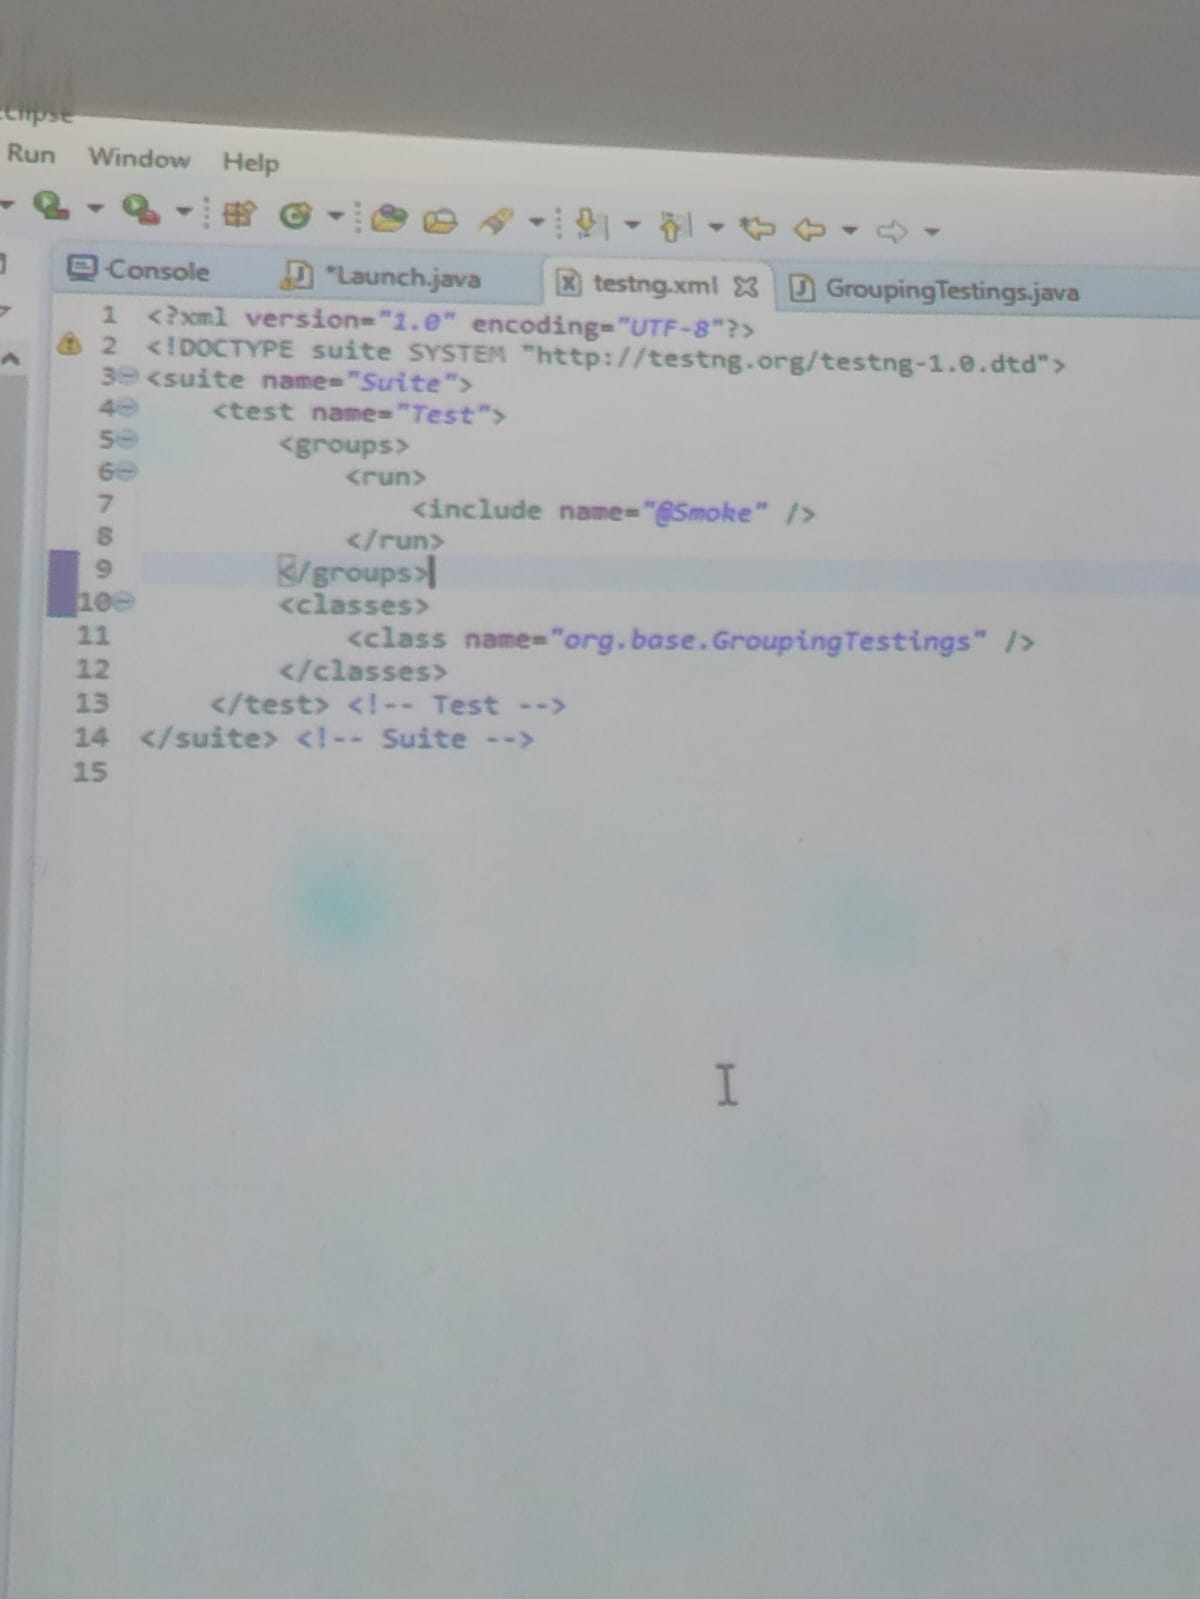 Run Window Help
Console *Launch.java testng.xml GroupingTestings.java
1 <?xml version="1.0" encoding="UTF-8"?>
2 <!DOCTYPE suite SYSTEM "http://testng.org/testng-1.0.dtd">
3 <suite name="Suite">
4 <test name="Test">
5 <groups>
6 <run>
7 <include name="@Smoke" />
8 </run>
9 </groups>
10 <classes>
11 <class name="org.base.GroupingTestings" />
12 </classes>
13 </test> <!-- Test -->
14 </suite> <!-- Suite -->
15